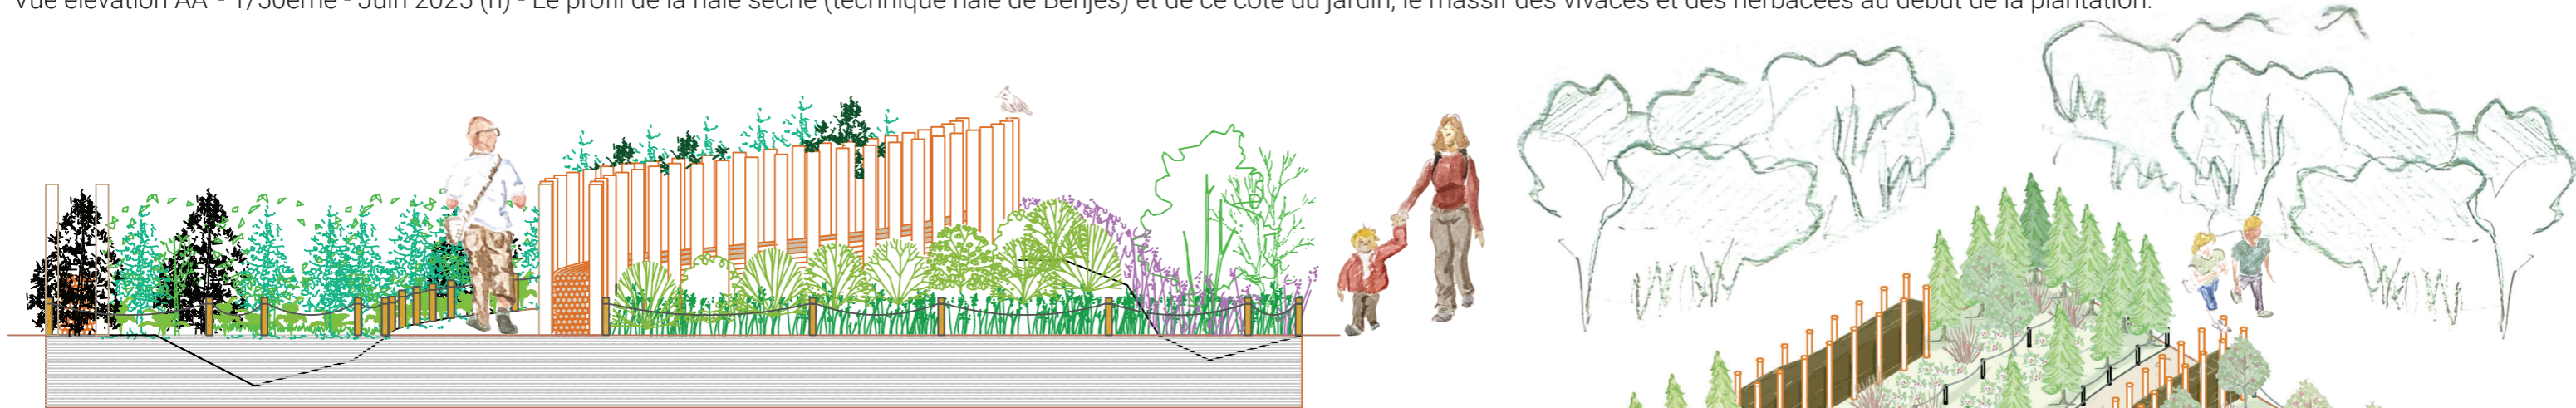 Vue élévation AA' - 1/50ème - Juin 2025 (n) - Le profil de la haie sèche (technique haie de Benjes) et de ce côté du jardin, le massif des vivaces et des herbacées au début de la plantation.